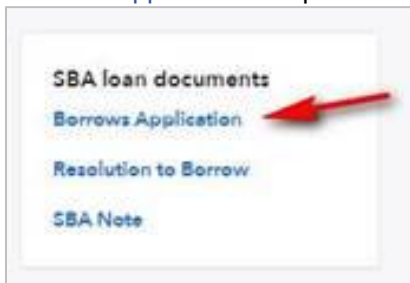 SBA loan documents
Borrows Application
Resolution to Borrow
SBA Note